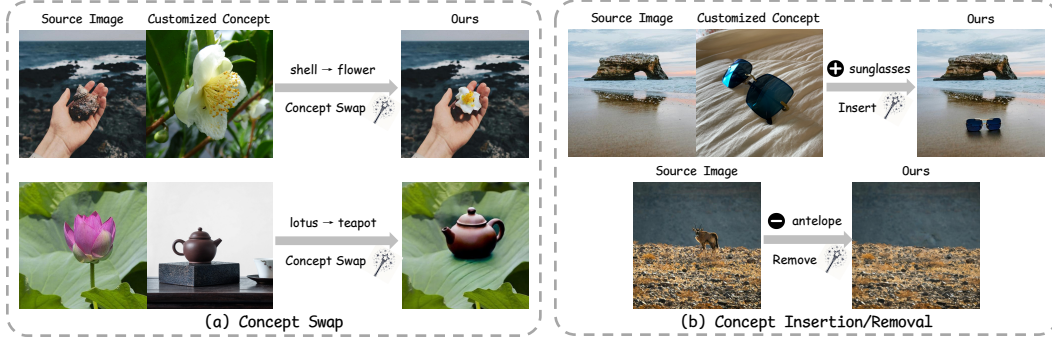 Source Image Customized Concept Ours
shell → flower
Concept Swap
lotus → teapot
Concept Swap
(a) Concept Swap
Source Image Customized Concept Ours
+ sunglasses
Insert
Source Image Ours
− antelope
Remove
(b) Concept Insertion/Removal